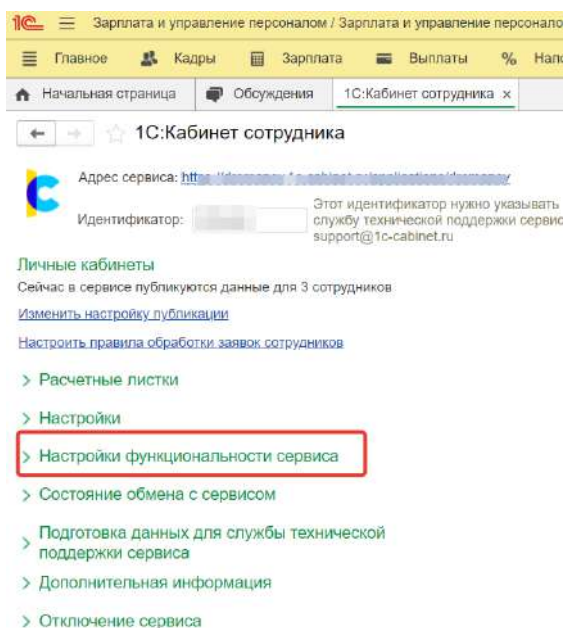 1С Зарплата и управление персоналом / Зарплата и управление персонало
Главное Кадры Зарплата Выплаты % Нало
Начальная страница Обсуждения 1С:Кабинет сотрудника ×
1С:Кабинет сотрудника
Адрес сервиса:
Идентификатор:
Этот идентификатор нужно указывать
службу технической поддержки сервис
support@1c-cabinet.ru
Личные кабинеты
Сейчас в сервисе публикуются данные для 3 сотрудников
Изменить настройку публикации
Настроить правила обработки заявок сотрудников
Расчетные листки
Настройки
Настройки функциональности сервиса
Состояние обмена с сервисом
Подготовка данных для службы технической
поддержки сервиса
Дополнительная информация
Отключение сервиса